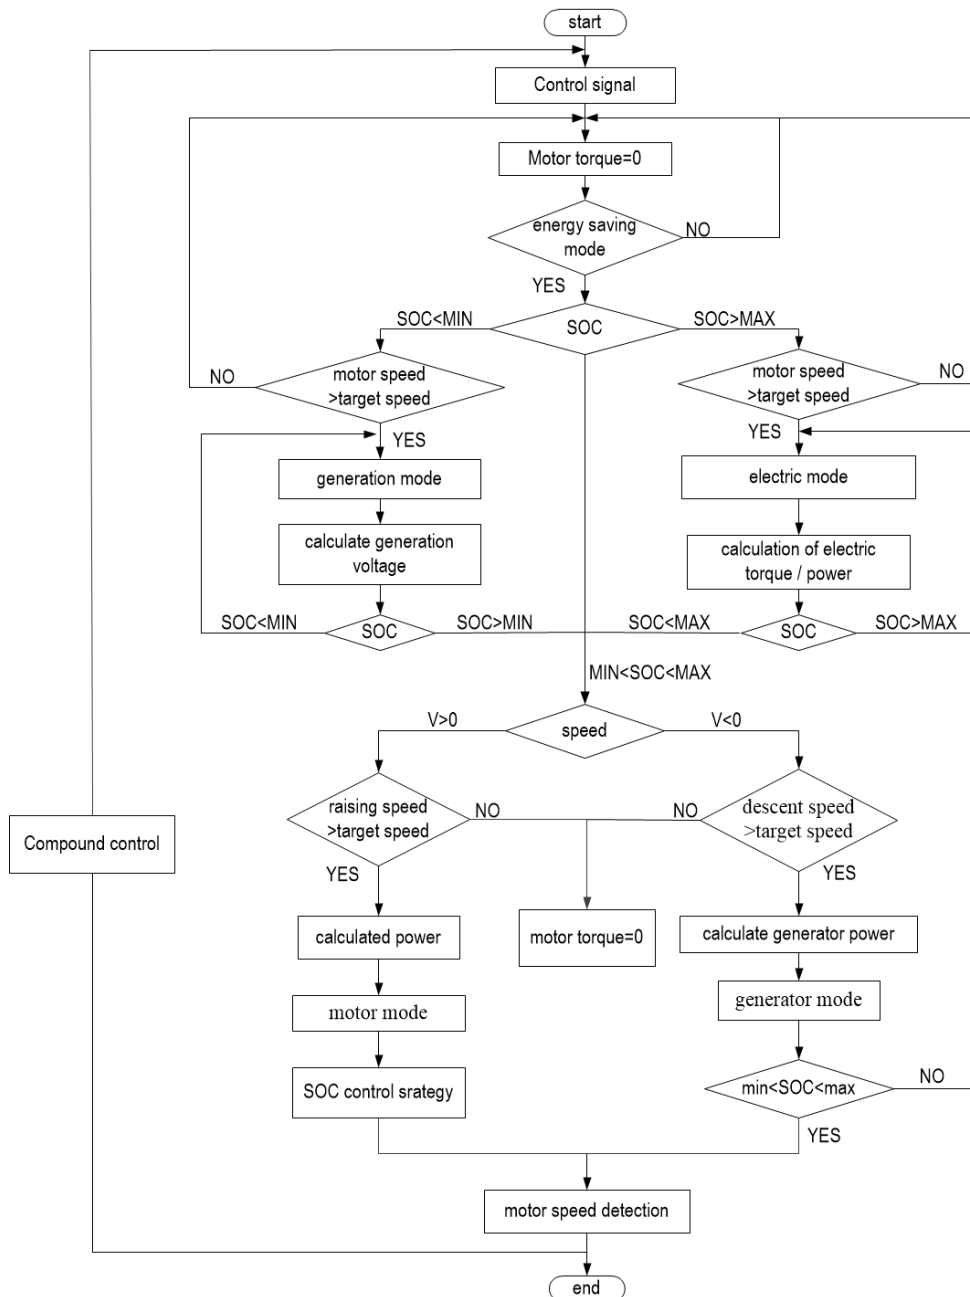 start
Control signal
Motor torque=0
energy saving
mode
NO
YES
SOC<MIN
SOC
SOC>MAX
motor speed
>target speed
NO
YES
motor speed
>target speed
NO
YES
generation mode
electric mode
calculate generation
voltage
calculation of electric
torque / power
SOC<MIN
SOC
SOC>MIN
SOC<MAX
SOC
SOC>MAX
MIN<SOC<MAX
V>0
speed
V<0
raising speed
>target speed
NO
NO
descent speed
>target speed
Compound control
YES
YES
calculated power
motor torque=0
calculate generator power
motor mode
generator mode
SOC control srategy
min<SOC<max
NO
YES
motor speed detection
end